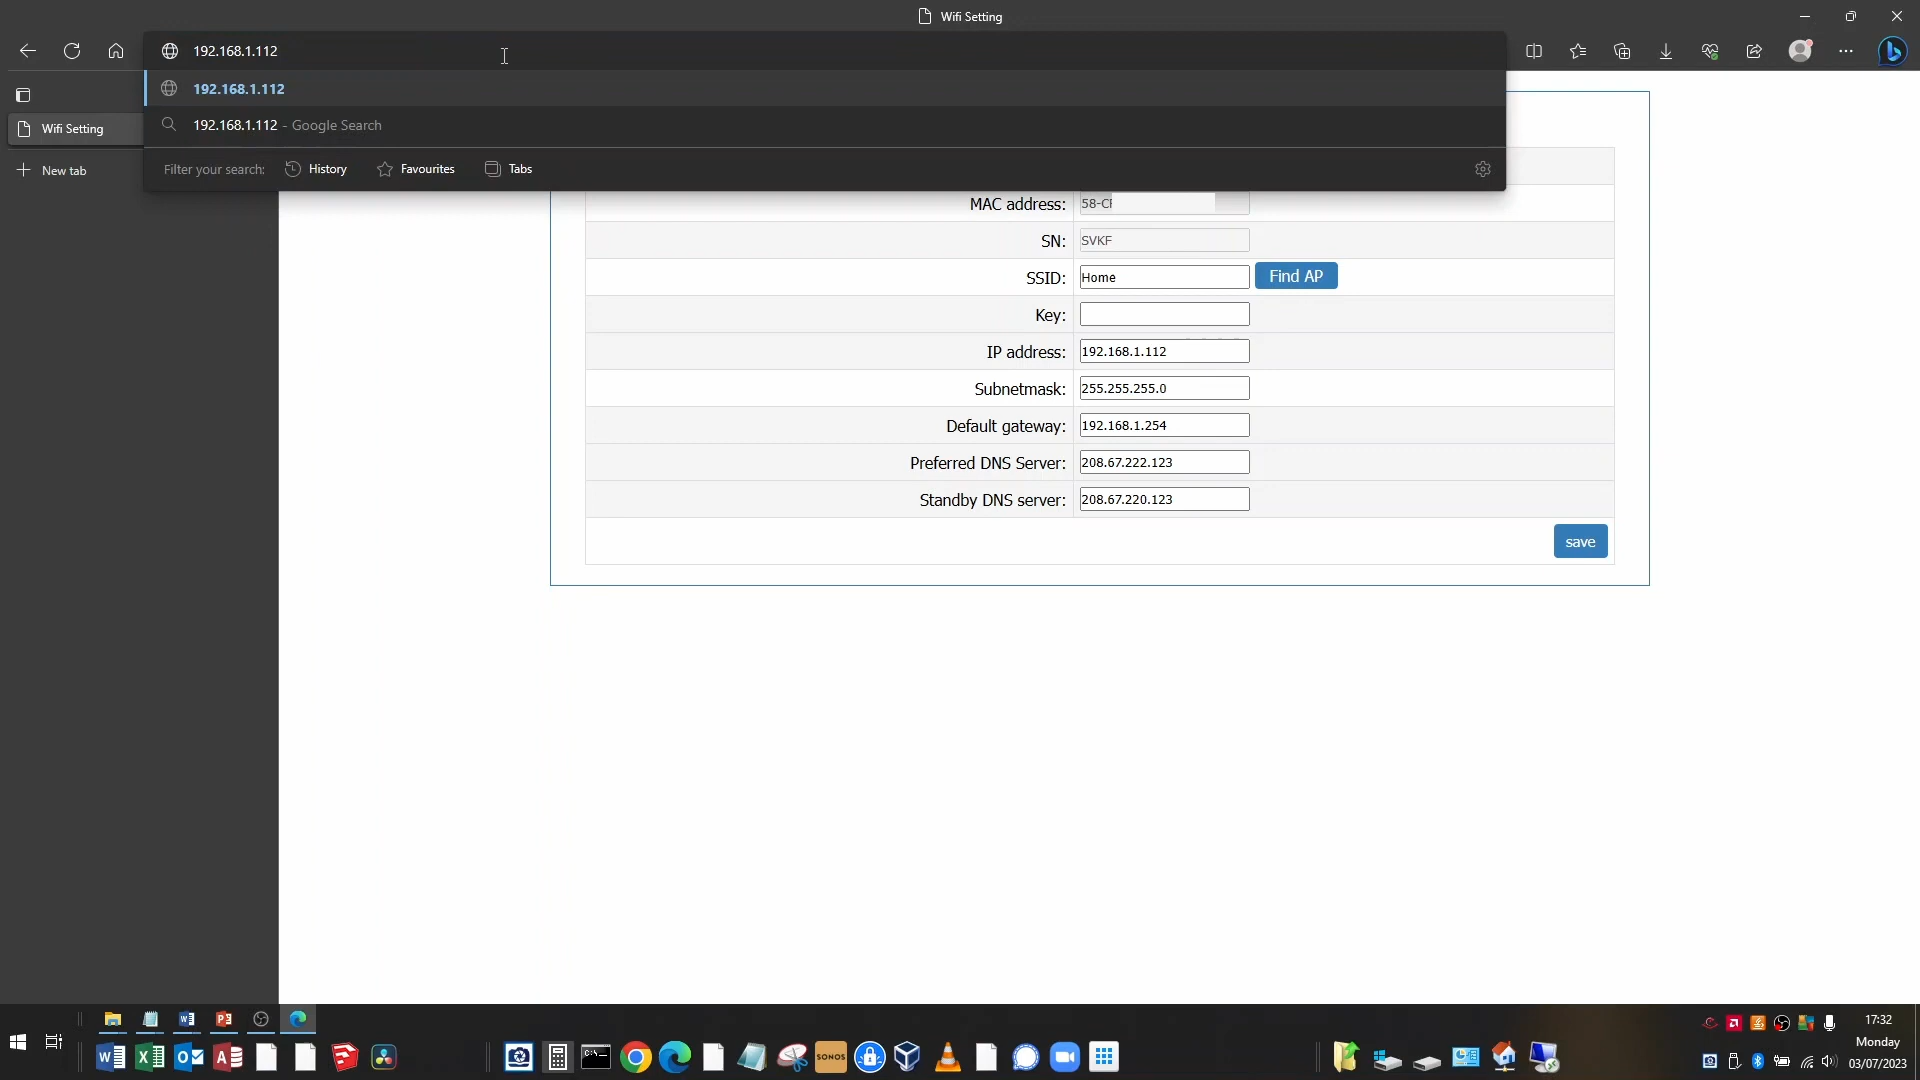 Wifi Setting
192.168.1.112
192.168.1.112
192.168.1.112 - Google Search
Filter your search: History Favourites Tabs
Wifi Setting
New tab
MAC address: 58-CF
SN: SVKF
SSID: Home Find AP
Key:
IP address: 192.168.1.112
Subnetmask: 255.255.255.0
Default gateway: 192.168.1.254
Preferred DNS Server: 208.67.222.123
Standby DNS server: 208.67.220.123
save
SONOS
17:32
Monday
03/07/2023